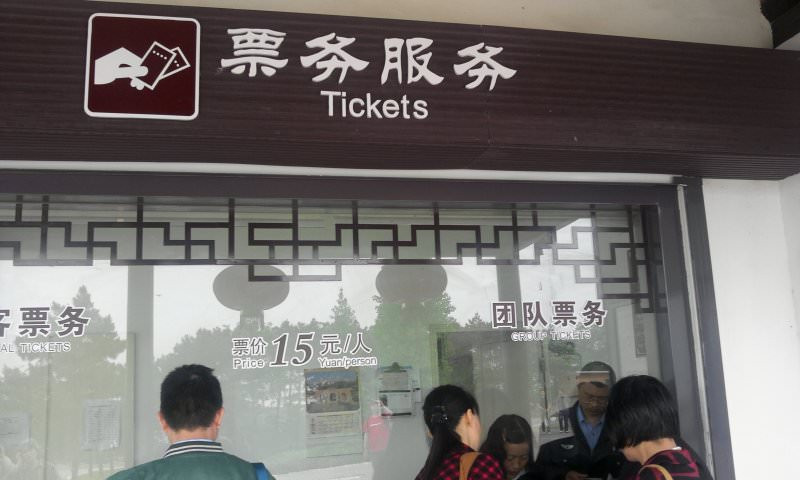 票务服务
Tickets
客票务
AL TICKETS
票价 15 元/人
Price Yuan/person
团队票务
GROUP TICKETS